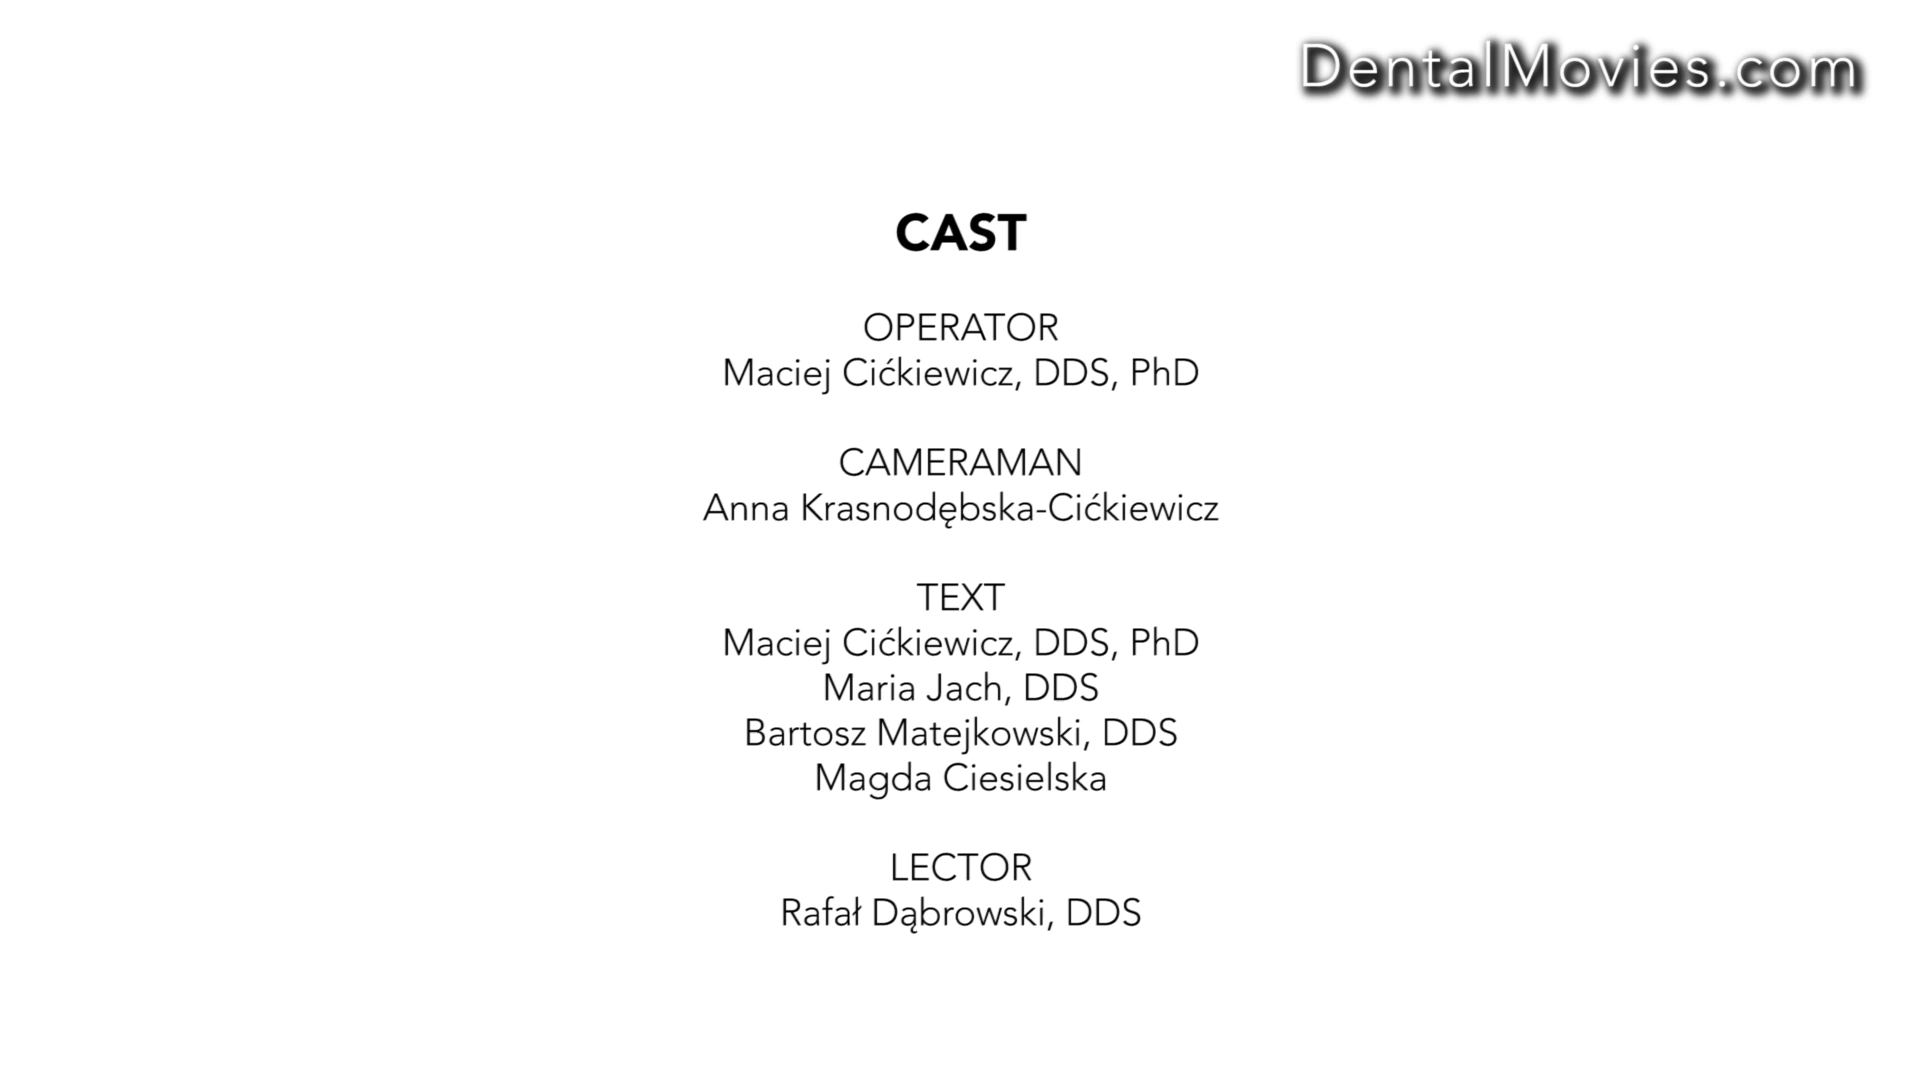 DentalMovies.com
CAST
OPERATOR
Maciej Cićkiewicz, DDS, PhD
CAMERAMAN
Anna Krasnodębska-Cićkiewicz
TEXT
Maciej Cićkiewicz, DDS, PhD
Maria Jach, DDS
Bartosz Matejkowski, DDS
Magda Ciesielska
LECTOR
Rafał Dąbrowski, DDS